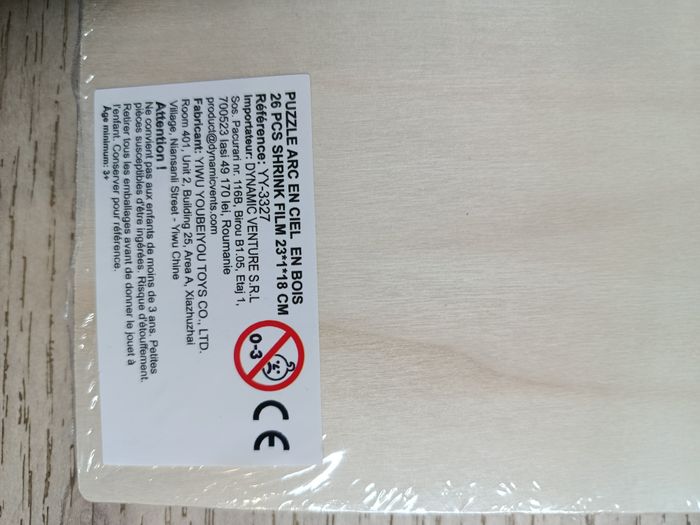 PUZZLE ARC EN CIEL EN BOIS
26 PCS SHRINK FILM 23*1*18 CM
Référence: YY-3327
Importateur: DYNAMIC VENTURE S.R.L
Sos. Pacurari nr. 116B, Birou B1.05, Etaj 1,
700523 Iasi 49 170 lei, Roumanie
product@dynamicvents.com
Fabricant: YIWU YOUBEIYOU TOYS CO., LTD.
Room 401, Unit 2, Building 25, Area A, Xiazhuzhai
Village, Niansanli Street - Yiwu Chine
Attention !
Ne convient pas aux enfants de moins de 3 ans. Petites
pièces susceptibles d'être ingérées. Risque d'étouffement.
Retirer tous les emballages avant de donner le jouet à
l'enfant. Conserver pour référence.
Âge minimum: 3+
0-3
CE